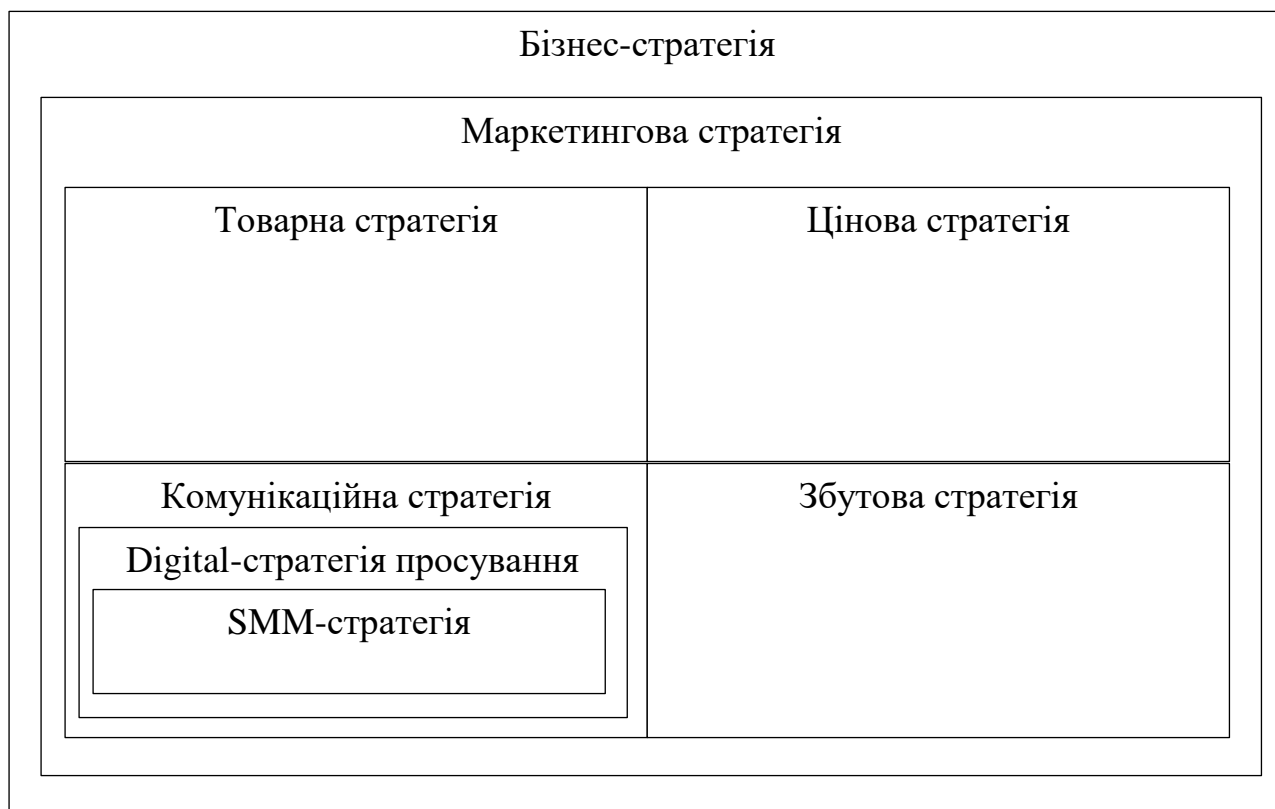 Бізнес-стратегія
Маркетингова стратегія
Товарна стратегія
Цінова стратегія
Комунікаційна стратегія
Збутова стратегія
Digital-стратегія просування
SMM-стратегія